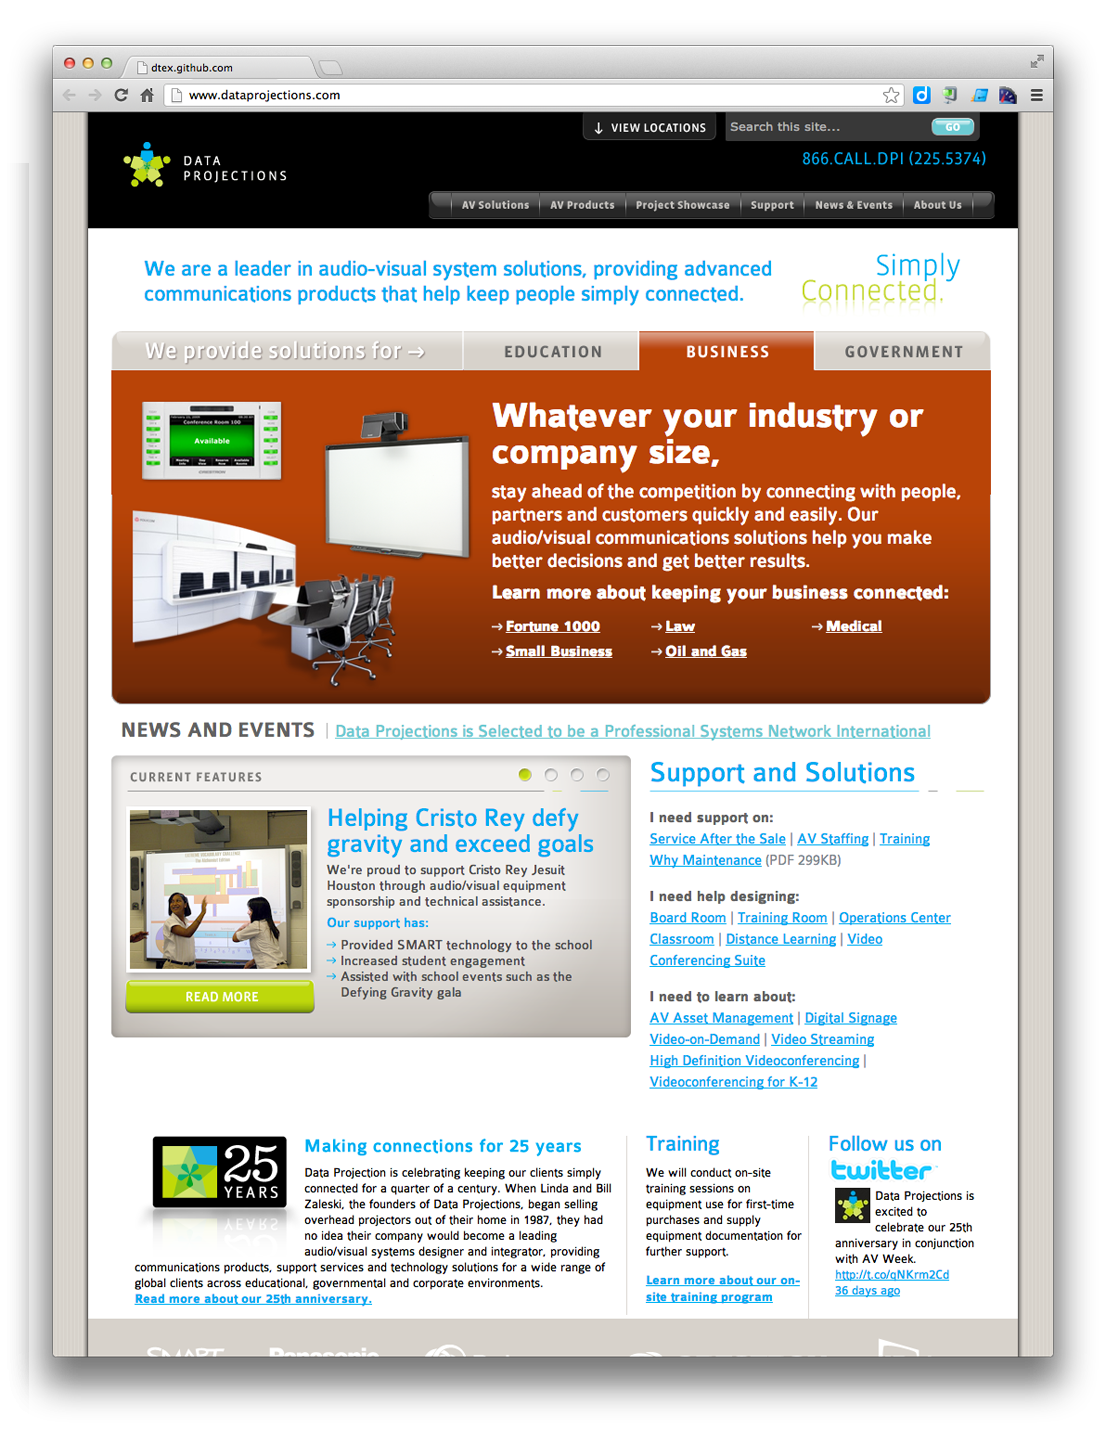 dtex.github.com
www.dataprojections.com
↓ VIEW LOCATIONS
Search this site...
GO
DATA
PROJECTIONS
866.CALL.DPI (225.5374)
AV Solutions
AV Products
Project Showcase
Support
News & Events
About Us
We are a leader in audio-visual system solutions, providing advanced
communications products that help keep people simply connected.
Simply
Connected.
We provide solutions for →
EDUCATION
BUSINESS
GOVERNMENT
Conference Room 100
Available
Whatever your industry or
company size,
stay ahead of the competition by connecting with people,
partners and customers quickly and easily. Our
audio/visual communications solutions help you make
better decisions and get better results.
Learn more about keeping your business connected:
→ Fortune 1000
→ Law
→ Medical
→ Small Business
→ Oil and Gas
NEWS AND EVENTS | Data Projections is Selected to be a Professional Systems Network International
CURRENT FEATURES
Helping Cristo Rey defy
gravity and exceed goals
We're proud to support Cristo Rey Jesuit
Houston through audio/visual equipment
sponsorship and technical assistance.
Our support has:
→ Provided SMART technology to the school
→ Increased student engagement
→ Assisted with school events such as the
Defying Gravity gala
READ MORE
Support and Solutions
I need support on:
Service After the Sale | AV Staffing | Training
Why Maintenance (PDF 299KB)
I need help designing:
Board Room | Training Room | Operations Center
Classroom | Distance Learning | Video
Conferencing Suite
I need to learn about:
AV Asset Management | Digital Signage
Video-on-Demand | Video Streaming
High Definition Videoconferencing |
Videoconferencing for K-12
25
YEARS
Making connections for 25 years
Data Projection is celebrating keeping our clients simply
connected for a quarter of a century. When Linda and Bill
Zaleski, the founders of Data Projections, began selling
overhead projectors out of their home in 1987, they had
no idea their company would become a leading
audio/visual systems designer and integrator, providing
communications products, support services and technology solutions for a wide range of
global clients across educational, governmental and corporate environments.
Read more about our 25th anniversary.
Training
We will conduct on-site
training sessions on
equipment use for first-time
purchases and supply
equipment documentation for
further support.
Learn more about our on-
site training program
Follow us on
twitter
Data Projections is
excited to
celebrate our 25th
anniversary in conjunction
with AV Week.
http://t.co/qNKrm2Cd
36 days ago
SMART
Panasonic